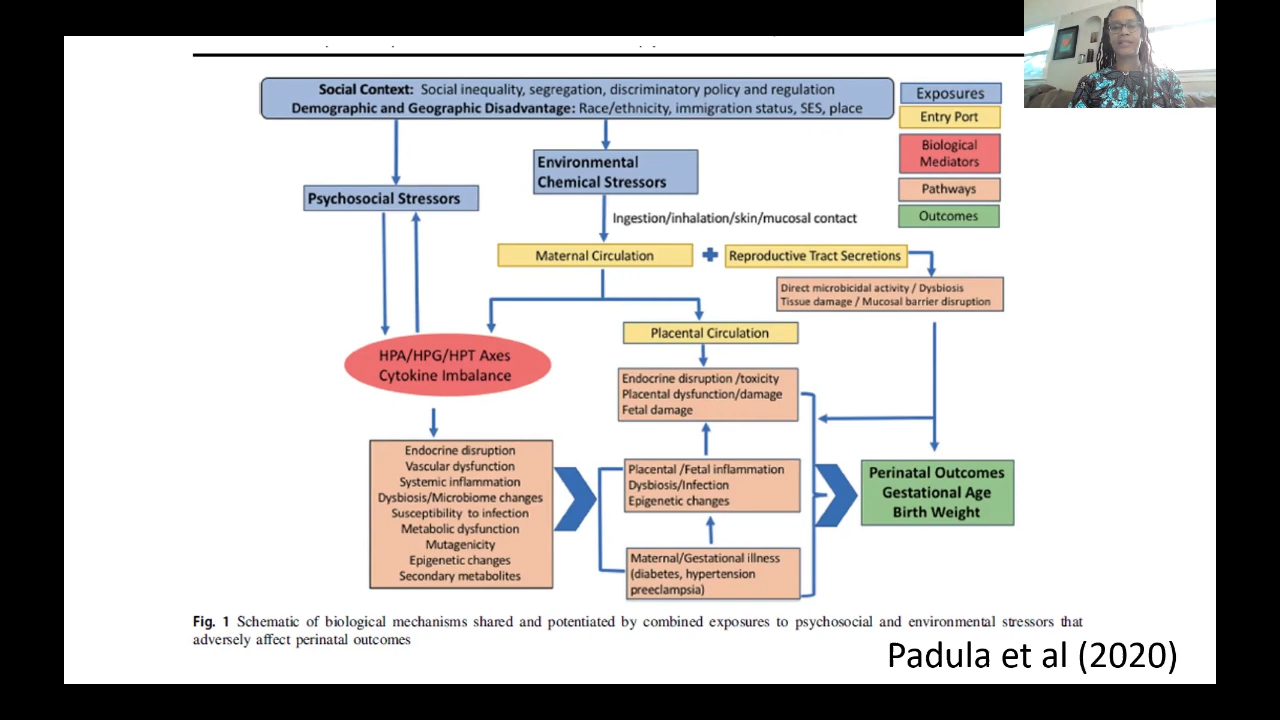 Social Context: Social inequality, segregation, discriminatory policy and regulation
Demographic and Geographic Disadvantage: Race/ethnicity, immigration status, SES, place
Exposures
Entry Port
Biological
Mediators
Pathways
Outcomes
Environmental
Chemical Stressors
Psychosocial Stressors
Ingestion/inhalation/skin/mucosal contact
Maternal Circulation
Reproductive Tract Secretions
Direct microbicidal activity / Dysbiosis
Tissue damage / Mucosal barrier disruption
Placental Circulation
HPA/HPG/HPT Axes
Cytokine Imbalance
Endocrine disruption /toxicity
Placental dysfunction/damage
Fetal damage
Endocrine disruption
Vascular dysfunction
Systemic inflammation
Dysbiosis/Microbiome changes
Susceptibility to infection
Metabolic dysfunction
Mutagenicity
Epigenetic changes
Secondary metabolites
Placental /Fetal inflammation
Dysbiosis/Infection
Epigenetic changes
Maternal/Gestational illness
(diabetes, hypertension
preeclampsia)
Perinatal Outcomes
Gestational Age
Birth Weight
Fig. 1 Schematic of biological mechanisms shared and potentiated by combined exposures to psychosocial and environmental stressors that
adversely affect perinatal outcomes
Padula et al (2020)